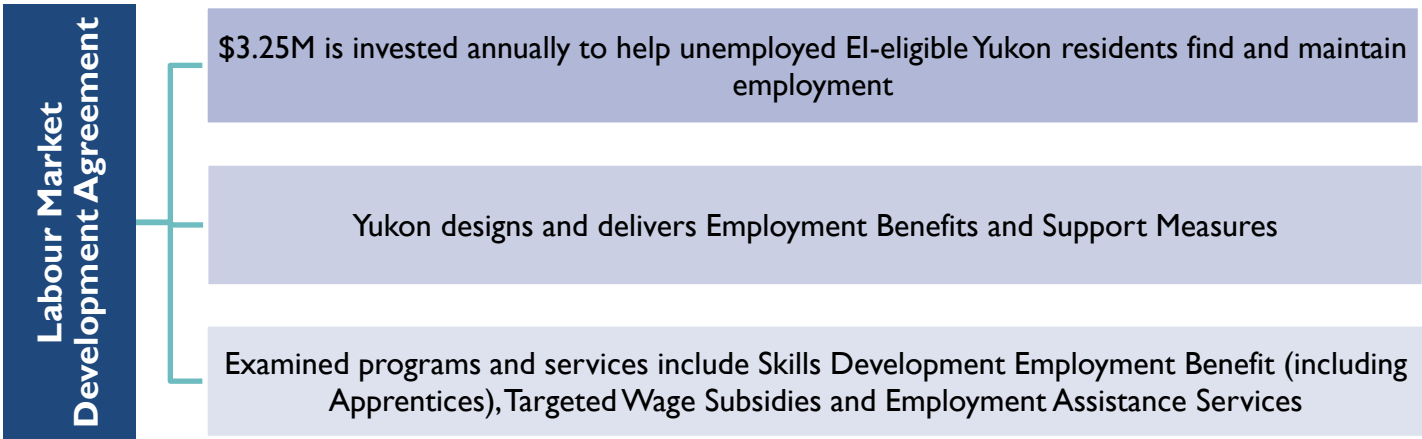 Labour Market
Development Agreement
$3.25M is invested annually to help unemployed EI-eligible Yukon residents find and maintain
employment
Yukon designs and delivers Employment Benefits and Support Measures
Examined programs and services include Skills Development Employment Benefit (including
Apprentices), Targeted Wage Subsidies and Employment Assistance Services